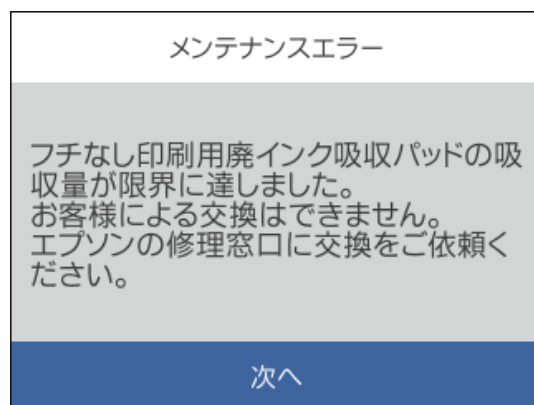 メンテナンスエラー
フチなし印刷用廃インク吸収パッドの吸
収量が限界に達しました。
お客様による交換はできません。
エプソンの修理窓口に交換をご依頼く
ださい。
次へ